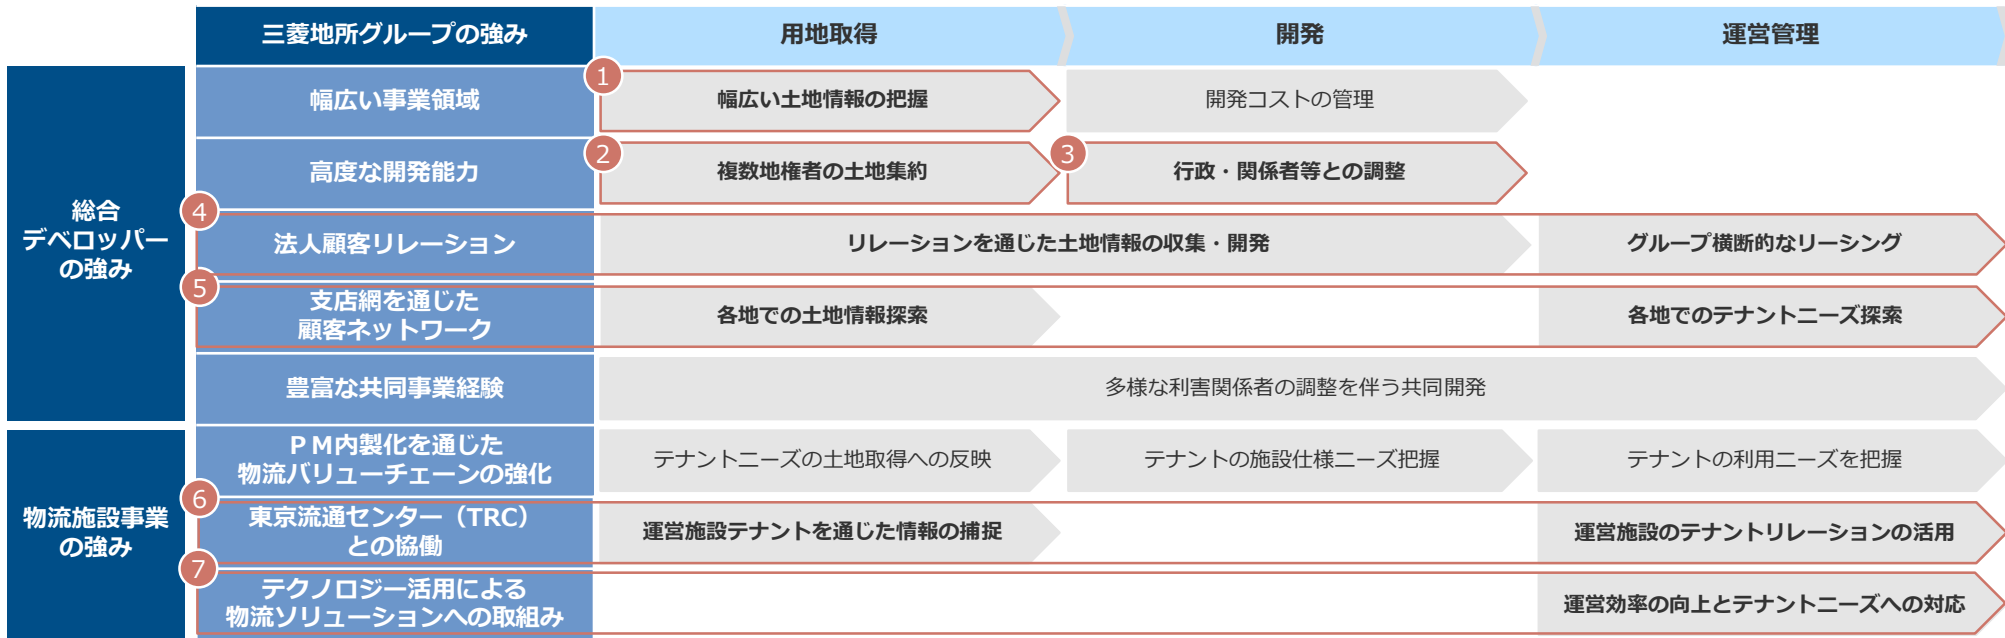 三菱地所グループの強み
用地取得
開発
運営管理
総合
デベロッパー
の強み
幅広い事業領域
1
幅広い土地情報の把握
開発コストの管理
高度な開発能力
2
複数地権者の土地集約
3
行政・関係者等との調整
4
法人顧客リレーション
リレーションを通じた土地情報の収集・開発
グループ横断的なリーシング
5
支店網を通じた
顧客ネットワーク
各地での土地情報探索
各地でのテナントニーズ探索
豊富な共同事業経験
多様な利害関係者の調整を伴う共同開発
物流施設事業
の強み
ＰＭ内製化を通じた
物流バリューチェーンの強化
テナントニーズの土地取得への反映
テナントの施設仕様ニーズ把握
テナントの利用ニーズを把握
6
東京流通センター（TRC）
との協働
運営施設テナントを通じた情報の捕捉
運営施設のテナントリレーションの活用
7
テクノロジー活用による
物流ソリューションへの取組み
運営効率の向上とテナントニーズへの対応